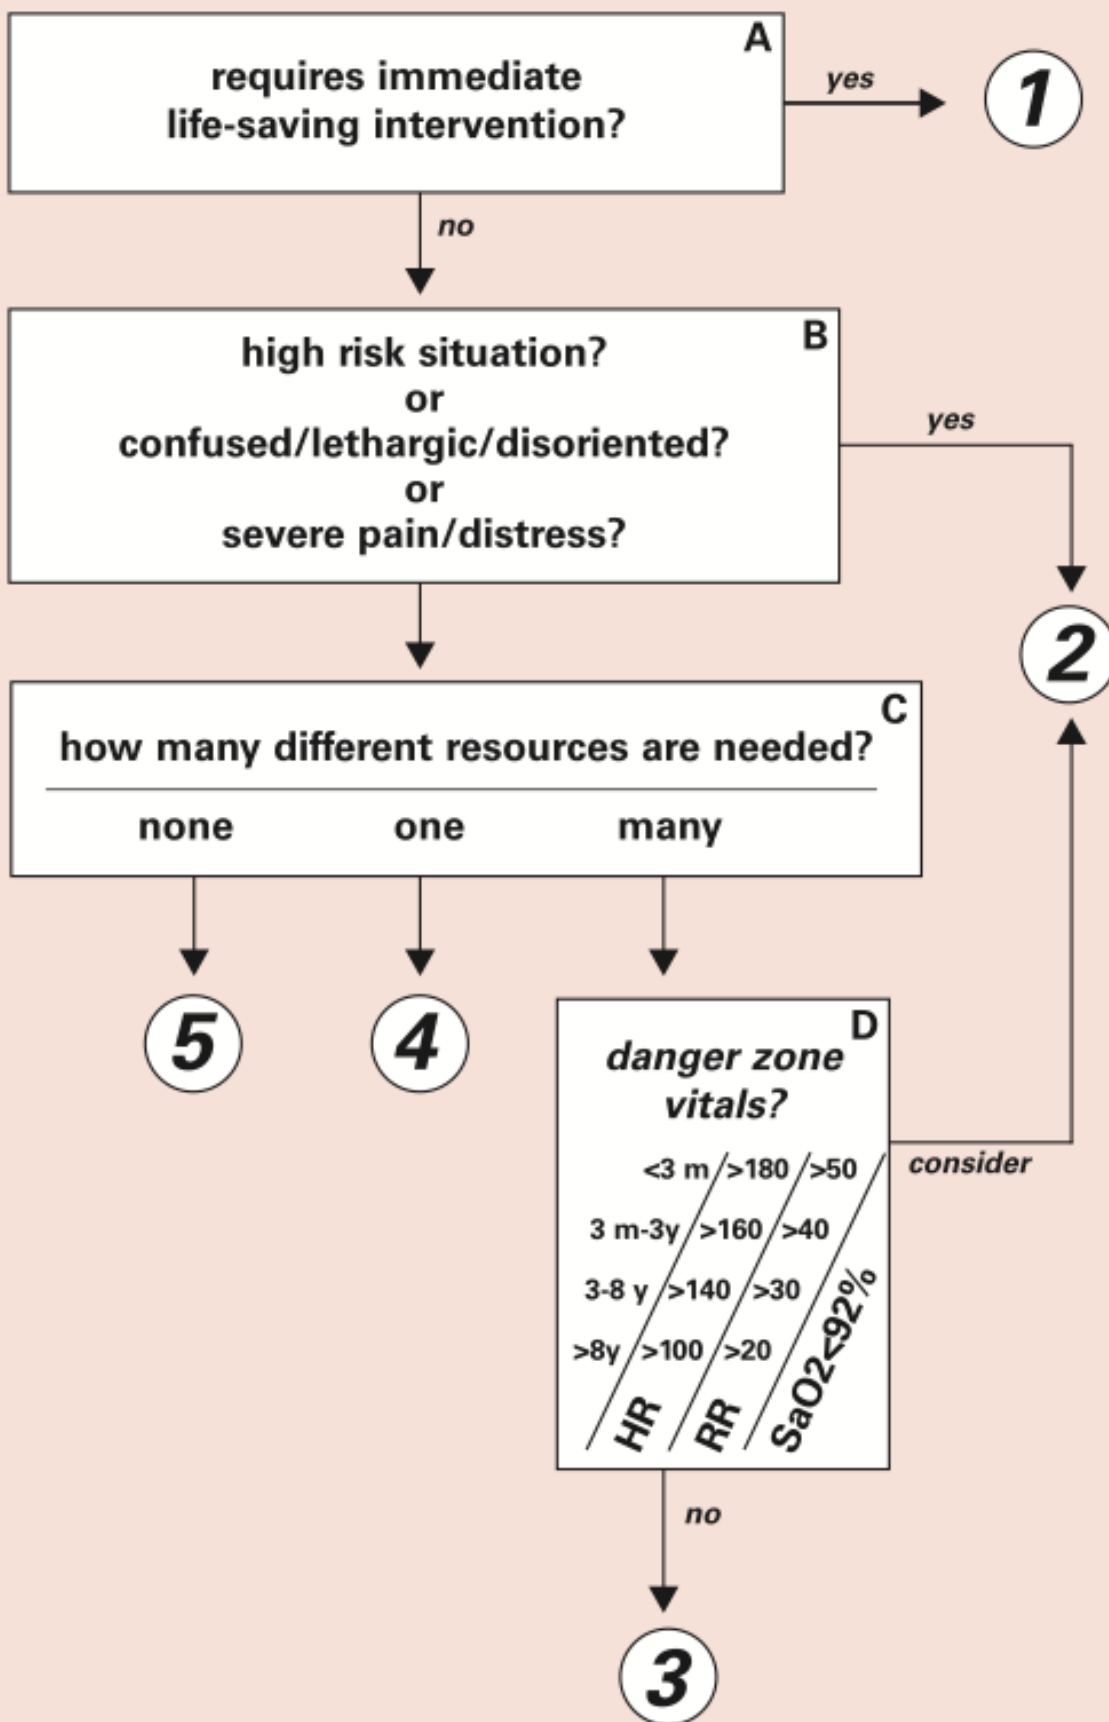 A
requires immediate
life-saving intervention?
yes
1
no
B
high risk situation?
or
confused/lethargic/disoriented?
or
severe pain/distress?
yes
2
C
how many different resources are needed?
none one many
5
4
D
danger zone
vitals?
<3 m >180 >50
3 m-3y >160 >40
3-8 y >140 >30
>8y >100 >20
HR RR SaO2<92%
consider
no
3